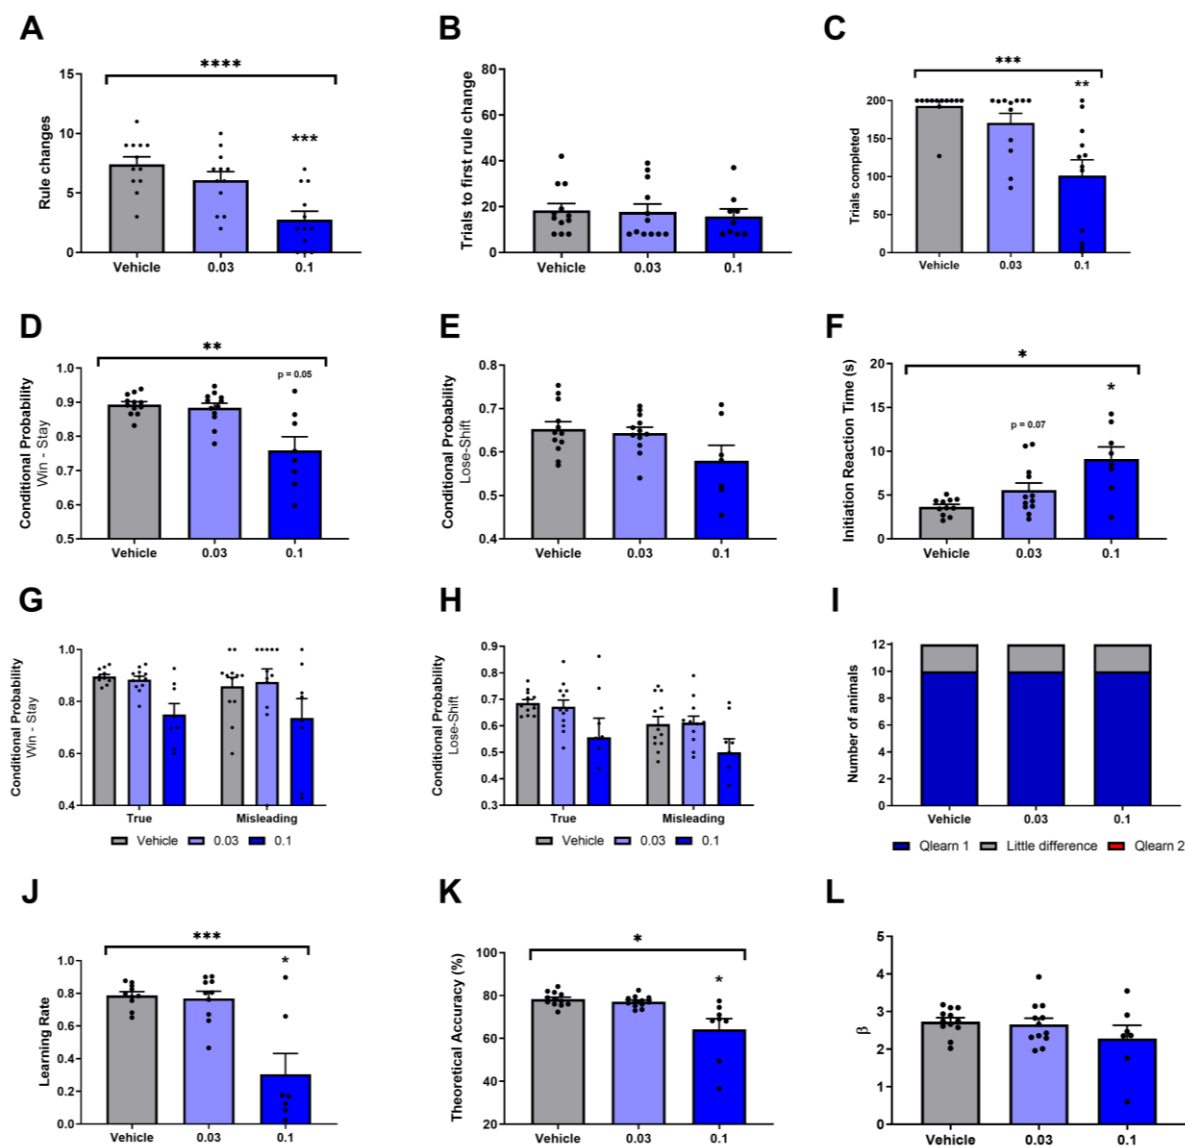 A
Rule changes
15
10
5
0
****
***
Vehicle
0.03
0.1
B
Trials to first rule change
80
60
40
20
0
Vehicle
0.03
0.1
C
Trials completed
200
150
100
50
0
***
**
Vehicle
0.03
0.1
D
Conditional Probability
Win - Stay
1.0
0.9
0.8
0.7
0.6
0.5
**
p = 0.05
Vehicle
0.03
0.1
E
Conditional Probability
Lose-Shift
0.8
0.7
0.6
0.5
0.4
Vehicle
0.03
0.1
F
Initiation Reaction Time (s)
20
15
10
5
0
*
p = 0.07
*
Vehicle
0.03
0.1
G
Conditional Probability
Win - Stay
1.0
0.8
0.6
0.4
True
Misleading
Vehicle
0.03
0.1
H
Conditional Probability
Lose-Shift
0.9
0.8
0.7
0.6
0.5
0.4
0.3
True
Misleading
Vehicle
0.03
0.1
I
Number of animals
12
10
8
6
4
2
0
Vehicle
0.03
0.1
Qlearn 1
Little difference
Qlearn 2
J
Learning Rate
1.0
0.8
0.6
0.4
0.2
0.0
***
*
Vehicle
0.03
0.1
K
Theoretical Accuracy (%)
100
80
60
40
20
*
*
Vehicle
0.03
0.1
L
β
5
4
3
2
1
0
Vehicle
0.03
0.1